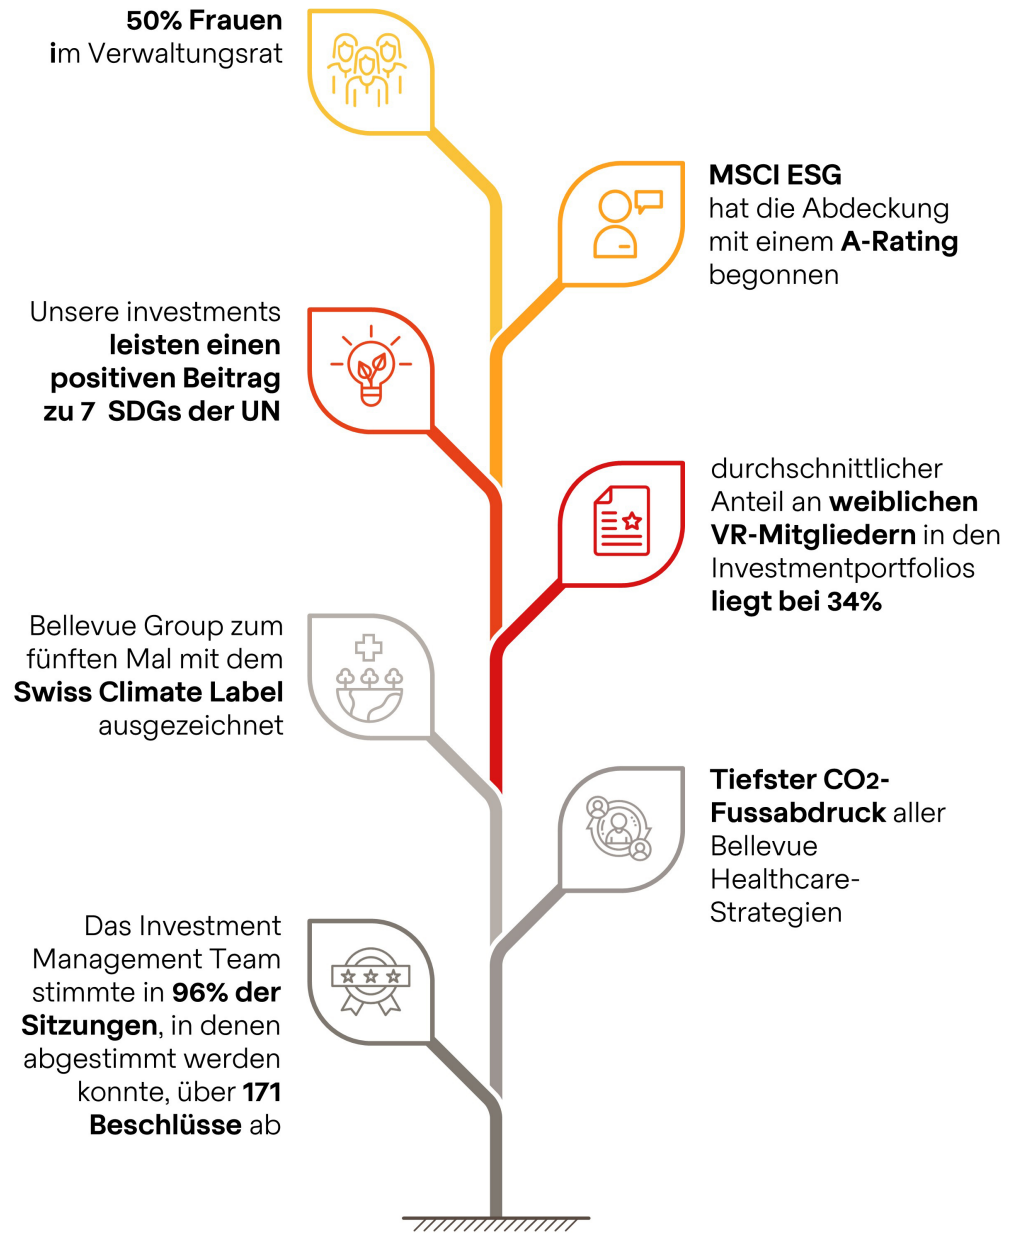 50% Frauen
im Verwaltungsrat
MSCI ESG
hat die Abdeckung
mit einem A-Rating
begonnen
Unsere investments
leisten einen
positiven Beitrag
zu 7 SDGs der UN
durchschnittlicher
Anteil an weiblichen
VR-Mitgliedern in den
Investmentportfolios
liegt bei 34%
Bellevue Group zum
fünften Mal mit dem
Swiss Climate Label
ausgezeichnet
Tiefster CO2-
Fussabdruck aller
Bellevue
Healthcare-
Strategien
Das Investment
Management Team
stimmte in 96% der
Sitzungen, in denen
abgestimmt werden
konnte, über 171
Beschlüsse ab